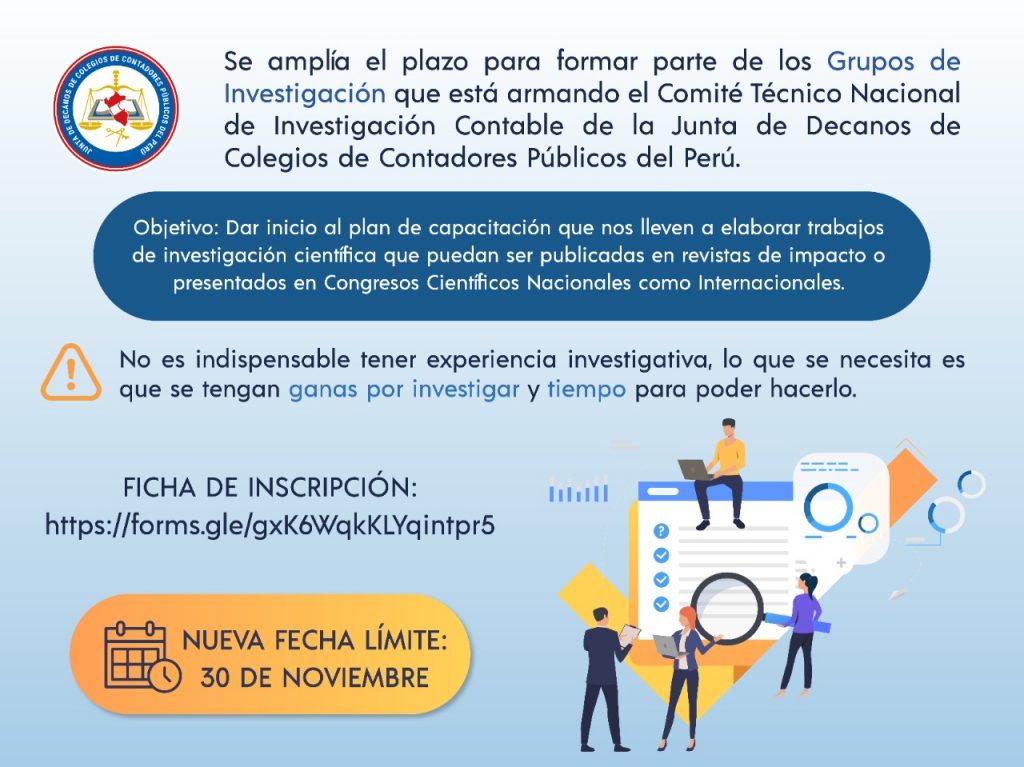 JUNTA DE DECANOS DE COLEGIOS DE CONTADORES PÚBLICOS DEL PERÚ
Se amplía el plazo para formar parte de los Grupos de
Investigación que está armando el Comité Técnico Nacional
de Investigación Contable de la Junta de Decanos de
Colegios de Contadores Públicos del Perú.
Objetivo: Dar inicio al plan de capacitación que nos lleven a elaborar trabajos
de investigación científica que puedan ser publicadas en revistas de impacto o
presentados en Congresos Científicos Nacionales como Internacionales.
No es indispensable tener experiencia investigativa, lo que se necesita es
que se tengan ganas por investigar y tiempo para poder hacerlo.
FICHA DE INSCRIPCIÓN:
https://forms.gle/gxK6WqkKLYqintpr5
NUEVA FECHA LÍMITE:
30 DE NOVIEMBRE